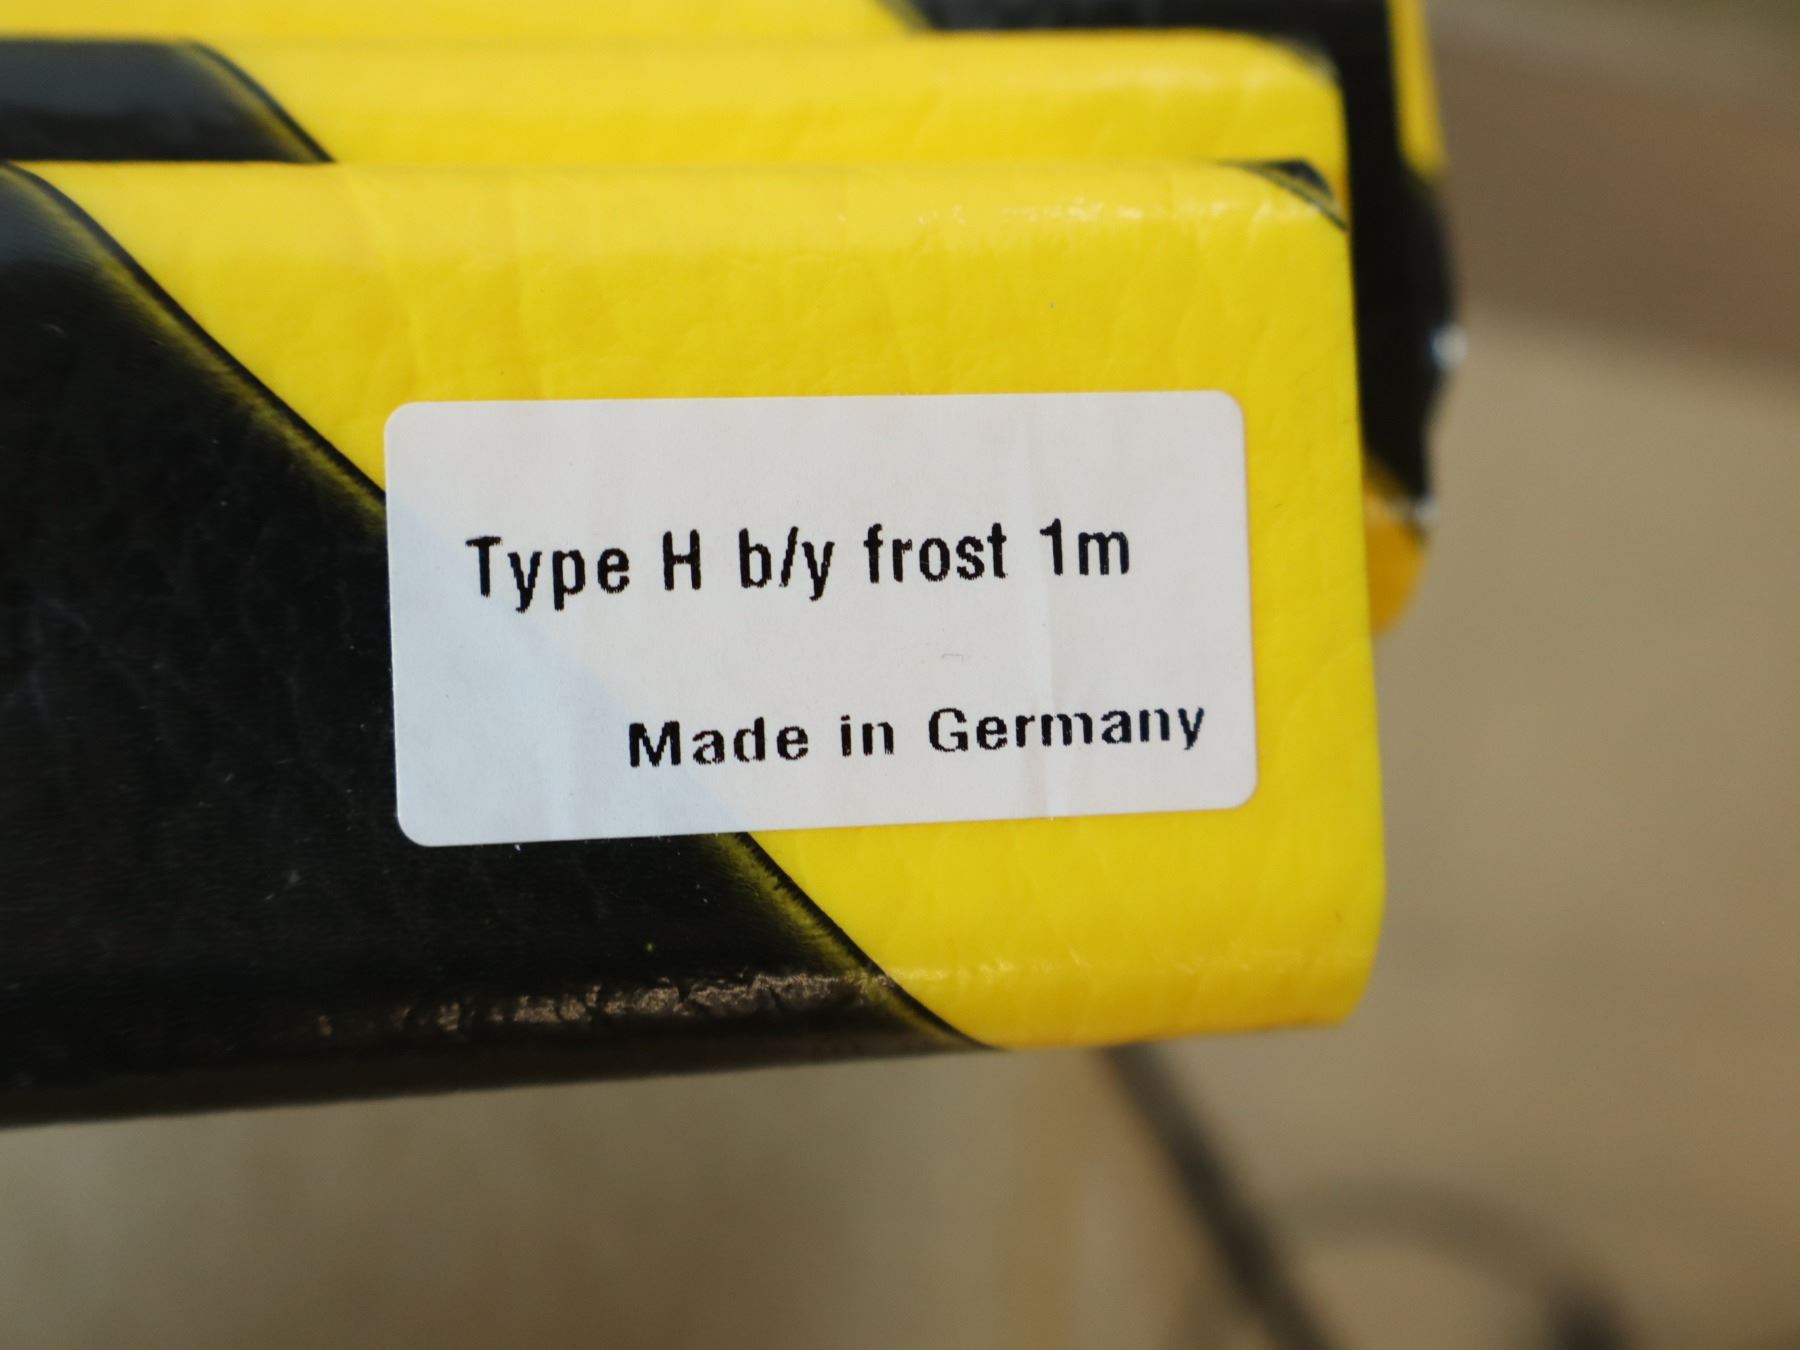 Type H b/y frost 1m
Made in Germany